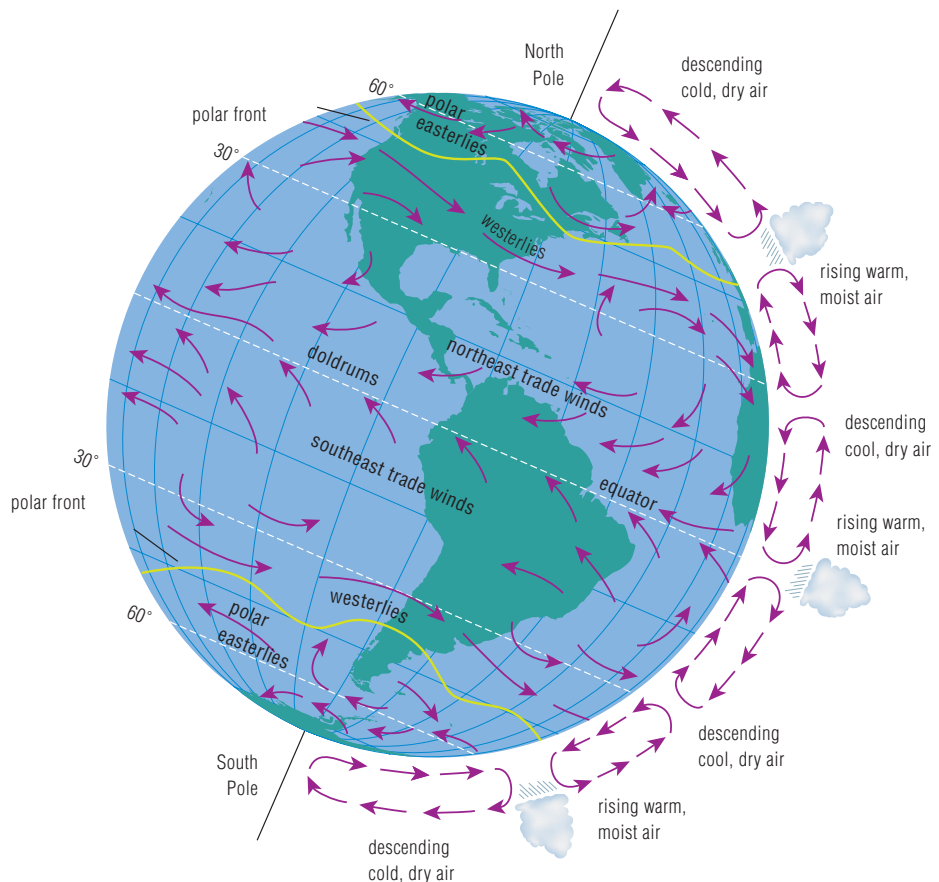 North
Pole
descending
cold, dry air
60°
polar
easterlies
polar front
30°
westerlies
rising warm,
moist air
doldrums
northeast trade winds
descending
cool, dry air
southeast trade winds
equator
30°
polar front
rising warm,
moist air
60°
polar
easterlies
westerlies
descending
cool, dry air
South
Pole
rising warm,
moist air
descending
cold, dry air